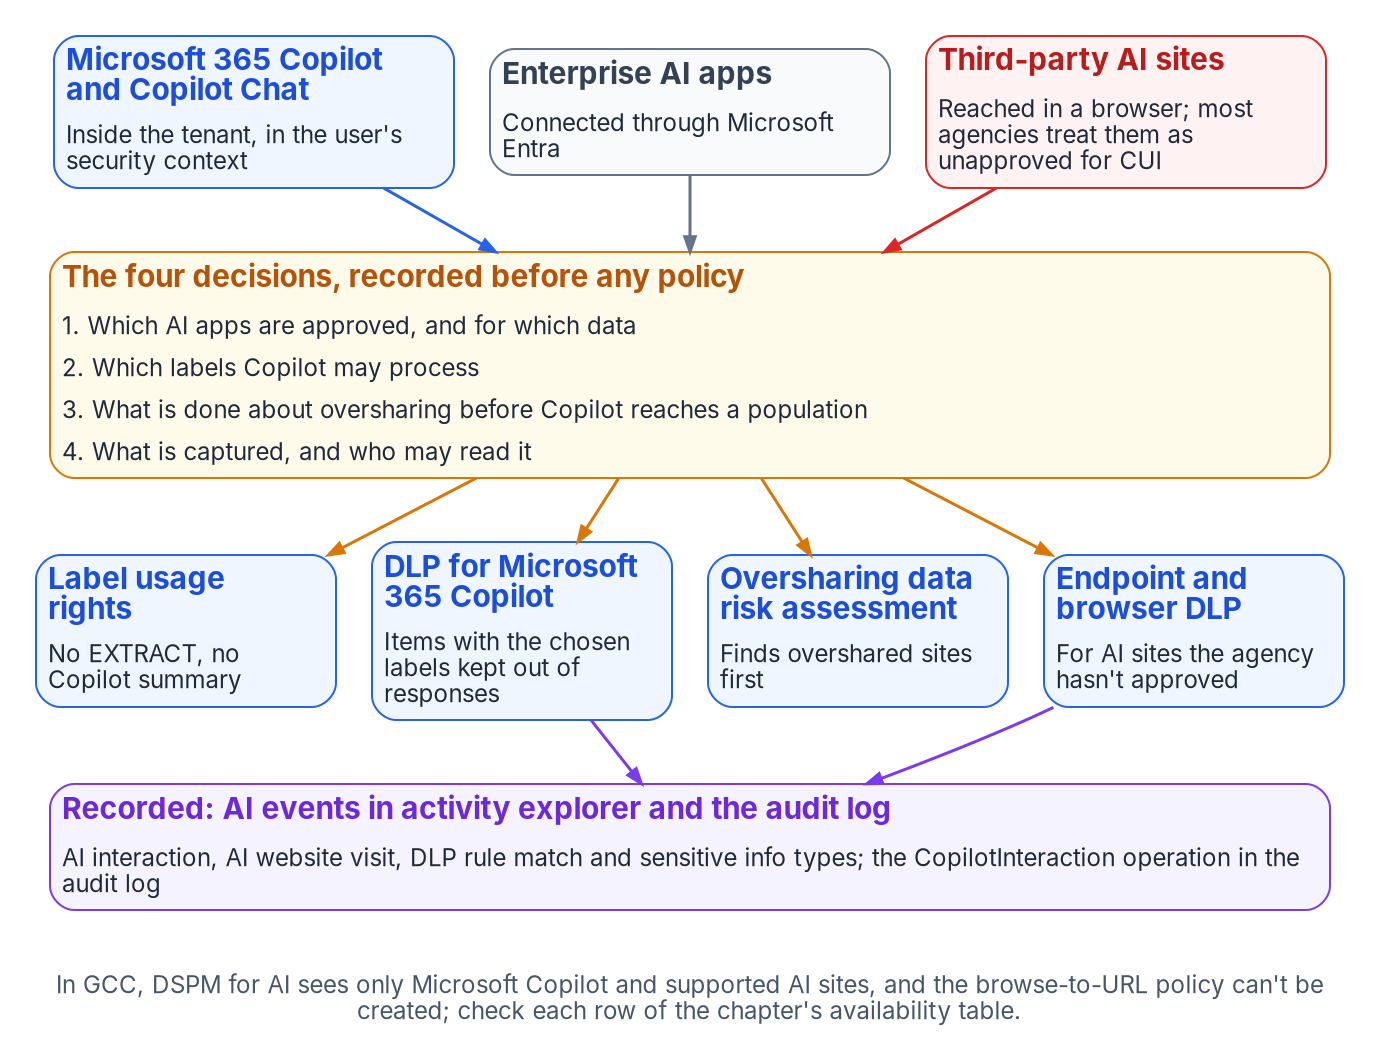 Microsoft 365 Copilot
and Copilot Chat
Inside the tenant, in the user's
security context
Enterprise AI apps
Connected through Microsoft
Entra
Third-party AI sites
Reached in a browser; most
agencies treat them as
unapproved for CUI
The four decisions, recorded before any policy
1. Which AI apps are approved, and for which data
2. Which labels Copilot may process
3. What is done about oversharing before Copilot reaches a population
4. What is captured, and who may read it
Label usage
rights
No EXTRACT, no
Copilot summary
DLP for Microsoft
365 Copilot
Items with the chosen
labels kept out of
responses
Oversharing data
risk assessment
Finds overshared sites
first
Endpoint and
browser DLP
For AI sites the agency
hasn't approved
Recorded: AI events in activity explorer and the audit log
AI interaction, AI website visit, DLP rule match and sensitive info types; the CopilotInteraction operation in the
audit log
In GCC, DSPM for AI sees only Microsoft Copilot and supported AI sites, and the browse-to-URL policy can't be
created; check each row of the chapter's availability table.